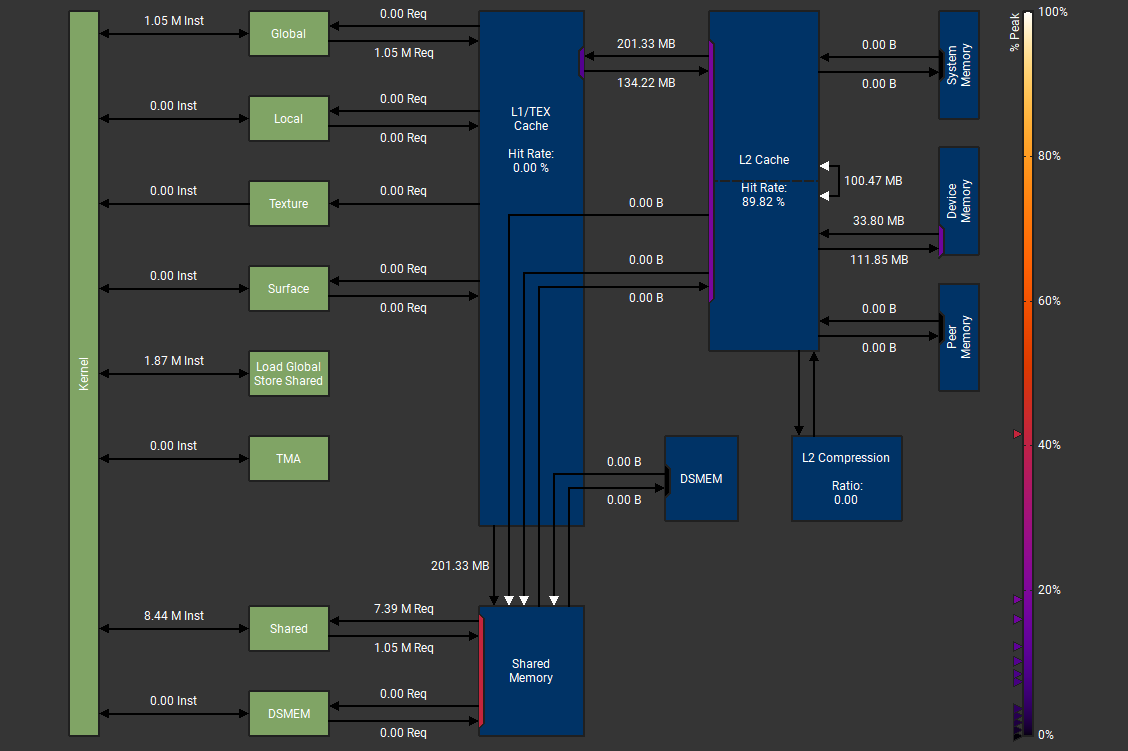 1.05 M Inst
Global
0.00 Req
1.05 M Req
0.00 Inst
Local
0.00 Req
0.00 Req
0.00 Inst
Texture
0.00 Req
0.00 Inst
Surface
0.00 Req
0.00 Req
1.87 M Inst
Load Global
Store Shared
0.00 Inst
TMA
8.44 M Inst
Shared
7.39 M Req
1.05 M Req
0.00 Inst
DSMEM
0.00 Req
0.00 Req
Kernel
L1/TEX
Cache
Hit Rate:
0.00 %
201.33 MB
134.22 MB
0.00 B
0.00 B
0.00 B
0.00 B
0.00 B
DSMEM
201.33 MB
Shared
Memory
L2 Cache
Hit Rate:
89.82 %
100.47 MB
L2 Compression
Ratio:
0.00
0.00 B
0.00 B
System
Memory
33.80 MB
111.85 MB
Device
Memory
0.00 B
0.00 B
Peer
Memory
% Peak
100%
80%
60%
40%
20%
0%